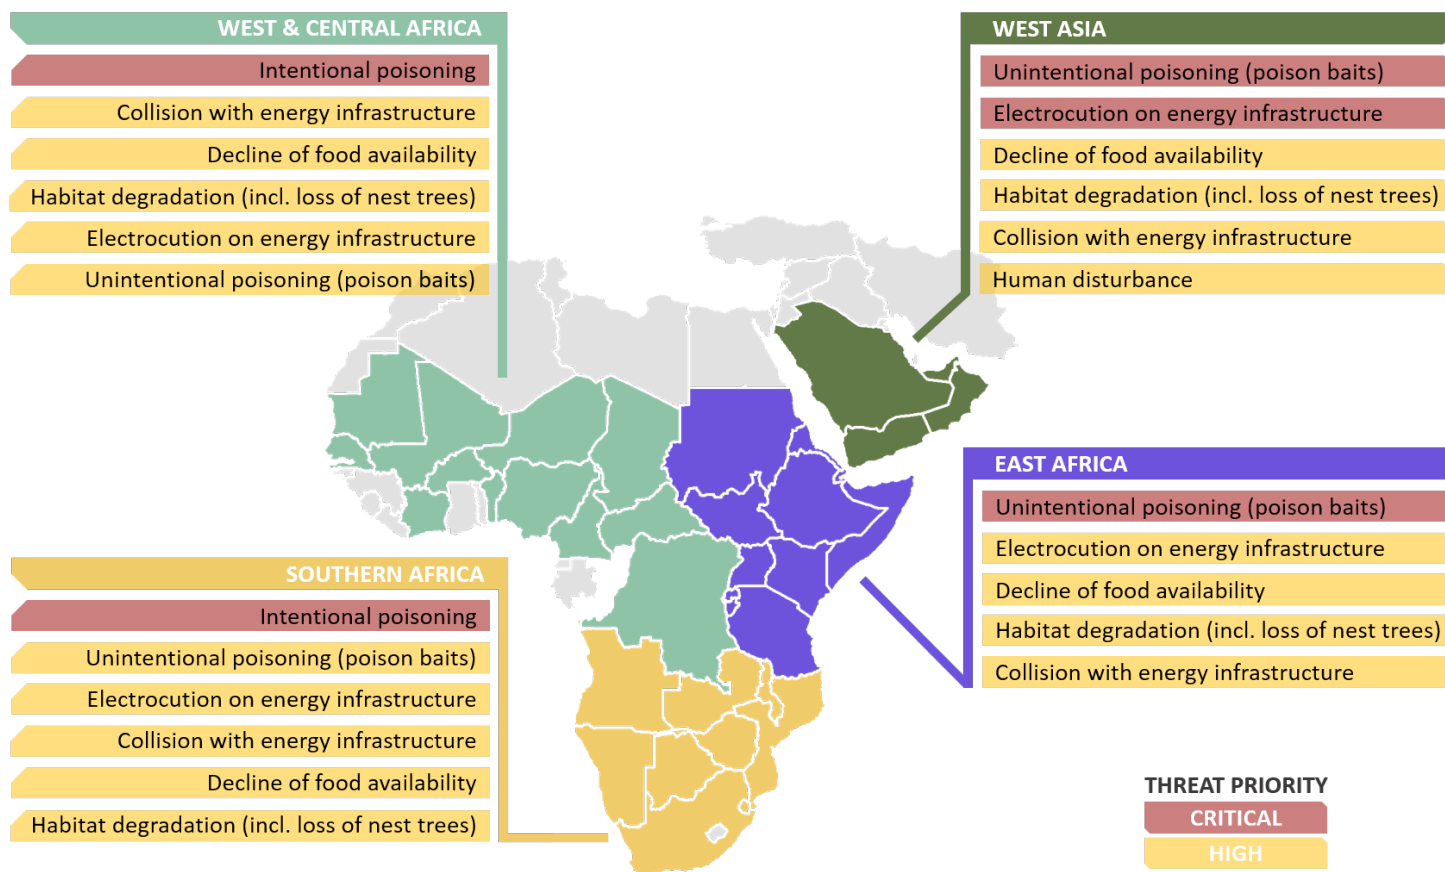 WEST & CENTRAL AFRICA
Intentional poisoning
Collision with energy infrastructure
Decline of food availability
Habitat degradation (incl. loss of nest trees)
Electrocution on energy infrastructure
Unintentional poisoning (poison baits)
WEST ASIA
Unintentional poisoning (poison baits)
Electrocution on energy infrastructure
Decline of food availability
Habitat degradation (incl. loss of nest trees)
Collision with energy infrastructure
Human disturbance
SOUTHERN AFRICA
Intentional poisoning
Unintentional poisoning (poison baits)
Electrocution on energy infrastructure
Collision with energy infrastructure
Decline of food availability
Habitat degradation (incl. loss of nest trees)
EAST AFRICA
Unintentional poisoning (poison baits)
Electrocution on energy infrastructure
Decline of food availability
Habitat degradation (incl. loss of nest trees)
Collision with energy infrastructure
THREAT PRIORITY
CRITICAL
HIGH